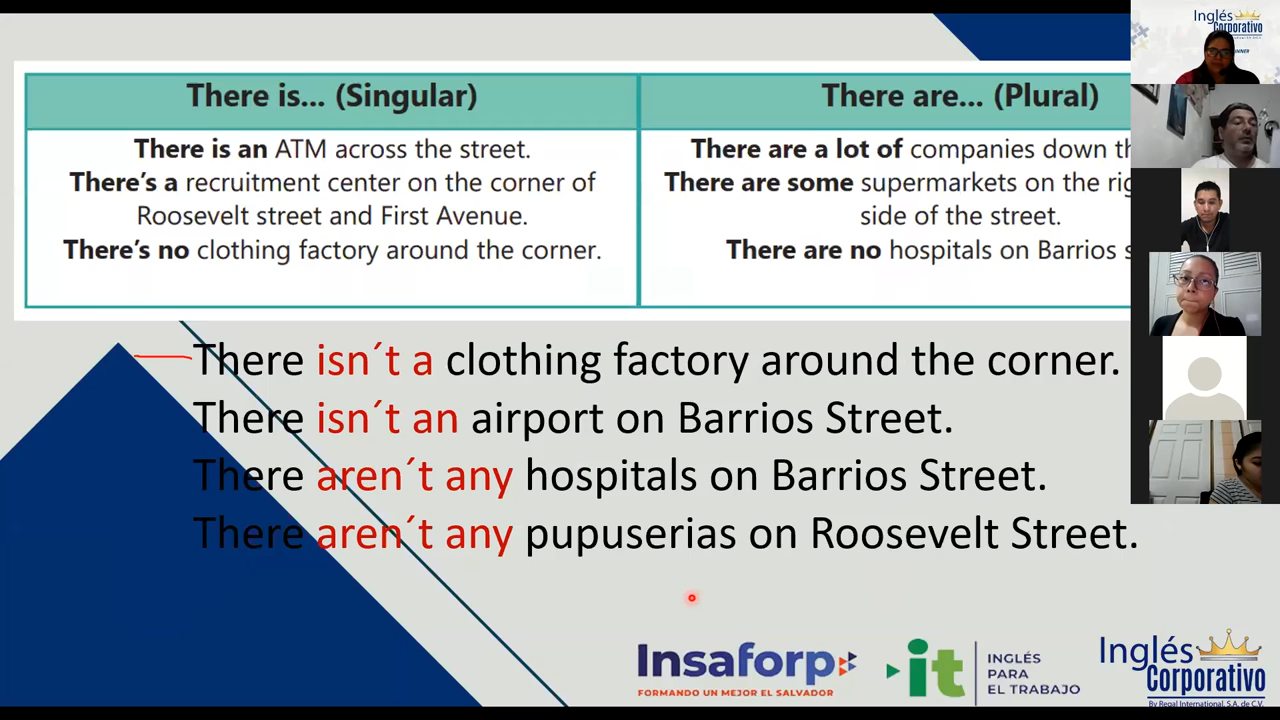 There is... (Singular)
There is an ATM across the street.
There's a recruitment center on the corner of
Roosevelt street and First Avenue.
There's no clothing factory around the corner.
There are... (Plural)
There are a lot of companies down
There are some supermarkets on the
side of the street.
There are no hospitals on Barrios
There isn´t a clothing factory around the corner.
There isn´t an airport on Barrios Street.
There aren´t any hospitals on Barrios Street.
There aren´t any pupuserias on Roosevelt Street.
Insaforp
FORMANDO UN MEJOR EL SALVADOR
it
INGLÉS
PARA
EL TRABAJO
Inglés
Corporativo
By Regal International, S.A. de C.V.
Inglés
Corporativo